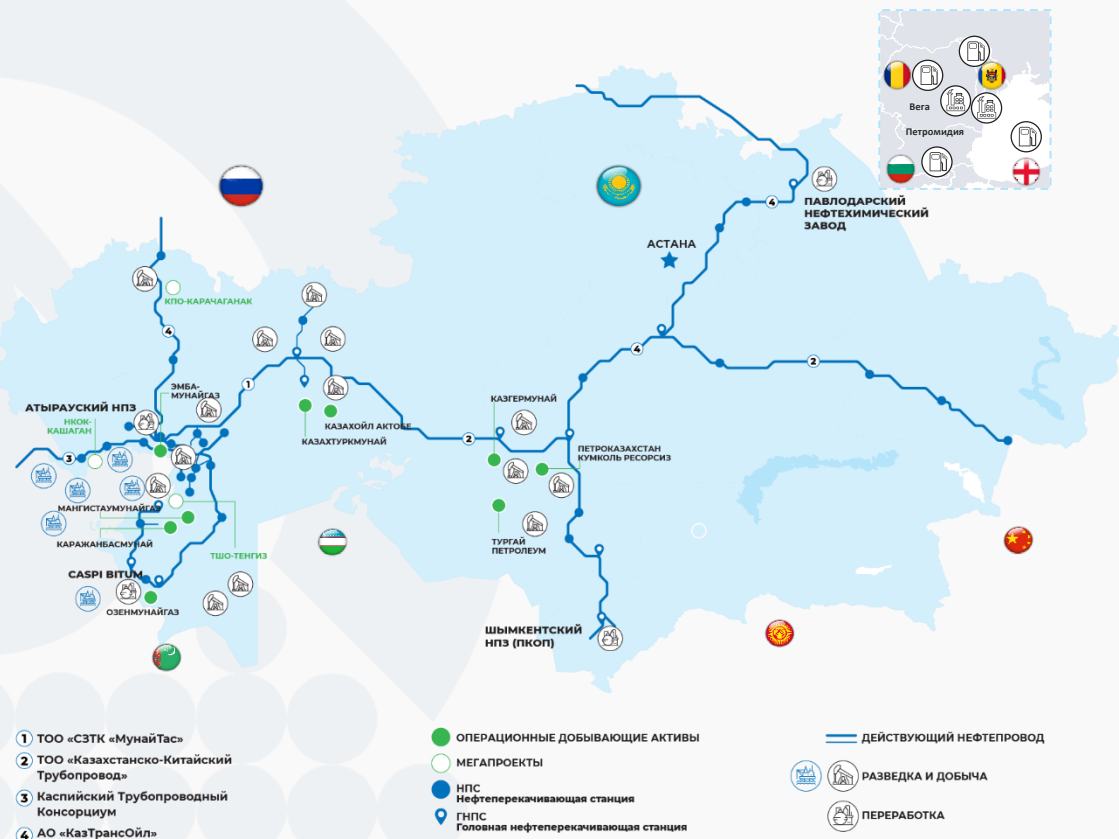 Вега
Петромидия
ПАВЛОДАРСКИЙ
НЕФТЕХИМИЧЕСКИЙ
ЗАВОД
4
АСТАНА
КПО-КАРАЧАГАНАК
4
4
2
1
ЭМБА-
МУНАЙГАЗ
АТЫРАУСКИЙ НПЗ
НКОК-
КАШАГАН
КАЗГЕРМУНАЙ
КАЗАХОЙЛ АКТОБЕ
КАЗАХТУРКМУНАЙ
2
3
ПЕТРОКАЗАХСТАН
КУМКОЛЬ РЕСОРСИЗ
МАНГИСТАУМУНАЙГАЗ
КАРАЖАНБАСМУНАЙ
ТШО-ТЕНГИЗ
ТУРГАЙ
ПЕТРОЛЕУМ
CASPI BITUM
ОЗЕНМУНАЙГАЗ
ШЫМКЕНТСКИЙ
НПЗ (ПКОП)
1 ТОО «СЗТК «МунайТас»
2 ТОО «Казахстанско-Китайский
Трубопровод»
3 Каспийский Трубопроводный
Консорциум
4 АО «КазТрансОйл»
ОПЕРАЦИОННЫЕ ДОБЫВАЮЩИЕ АКТИВЫ
МЕГАПРОЕКТЫ
НПС
Нефтеперекачивающая станция
ГНПС
Головная нефтеперекачивающая станция
ДЕЙСТВУЮЩИЙ НЕФТЕПРОВОД
РАЗВЕДКА И ДОБЫЧА
ПЕРЕРАБОТКА